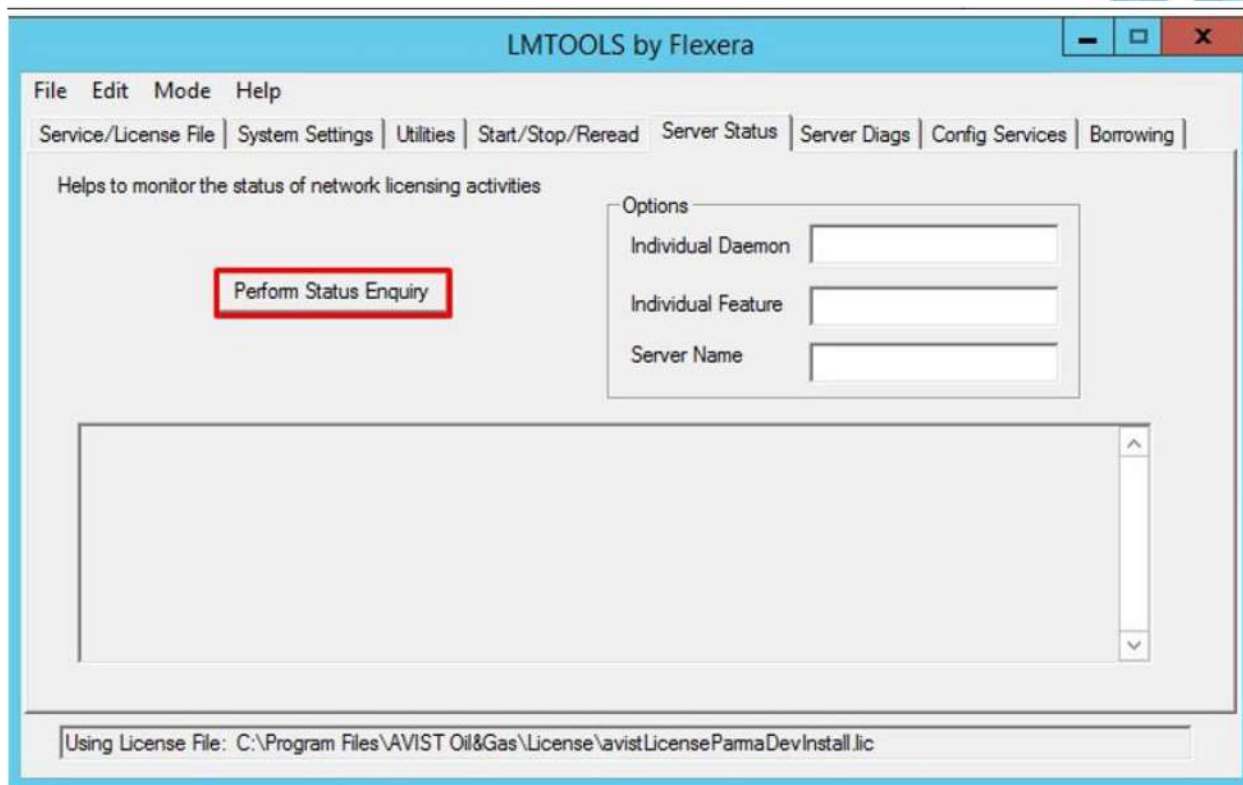 LMTOOLS by Flexera
File Edit Mode Help
Service/License File System Settings Utilities Start/Stop/Reread Server Status Server Diags Config Services Borrowing
Helps to monitor the status of network licensing activities
Options
Individual Daemon
Perform Status Enquiry
Individual Feature
Server Name
Using License File: C:\Program Files\AVIST Oil&Gas\License\avistLicenseParmaDevInstall.lic